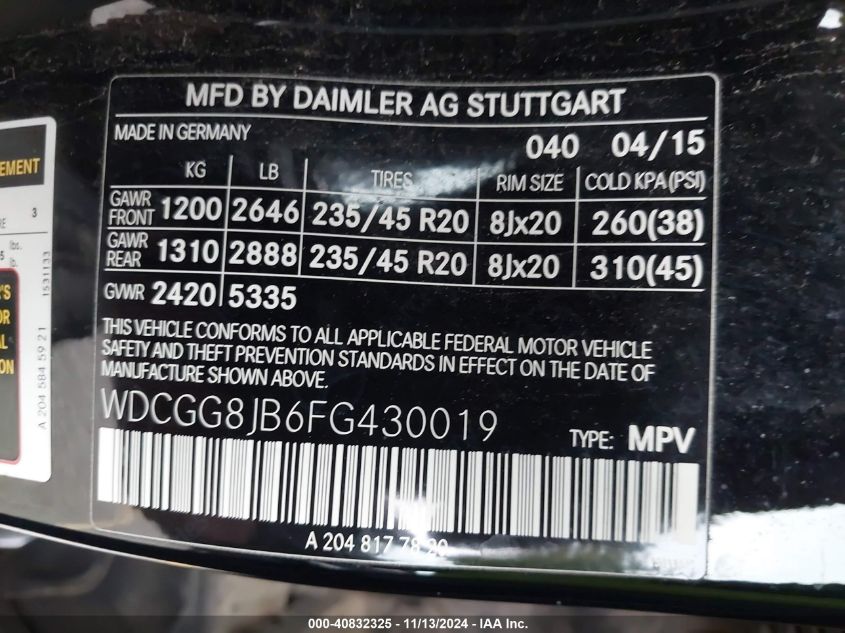 MFD BY DAIMLER AG STUTTGART
MADE IN GERMANY 040 04/15
KG LB TIRES RIM SIZE COLD KPA(PSI)
GAWR FRONT 1200 2646 235/45 R20 8Jx20 260(38)
GAWR REAR 1310 2888 235/45 R20 8Jx20 310(45)
GVWR 2420 5335
THIS VEHICLE CONFORMS TO ALL APPLICABLE FEDERAL MOTOR VEHICLE
SAFETY AND THEFT PREVENTION STANDARDS IN EFFECT ON THE DATE OF
MANUFACTURE SHOWN ABOVE.
WDCGG8JB6FG430019 TYPE: MPV
A 204 817
EMENT
3
lbs.
lb.
A 204 584 59 21 1531133
000-40832325 - 11/13/2024 - IAA Inc.